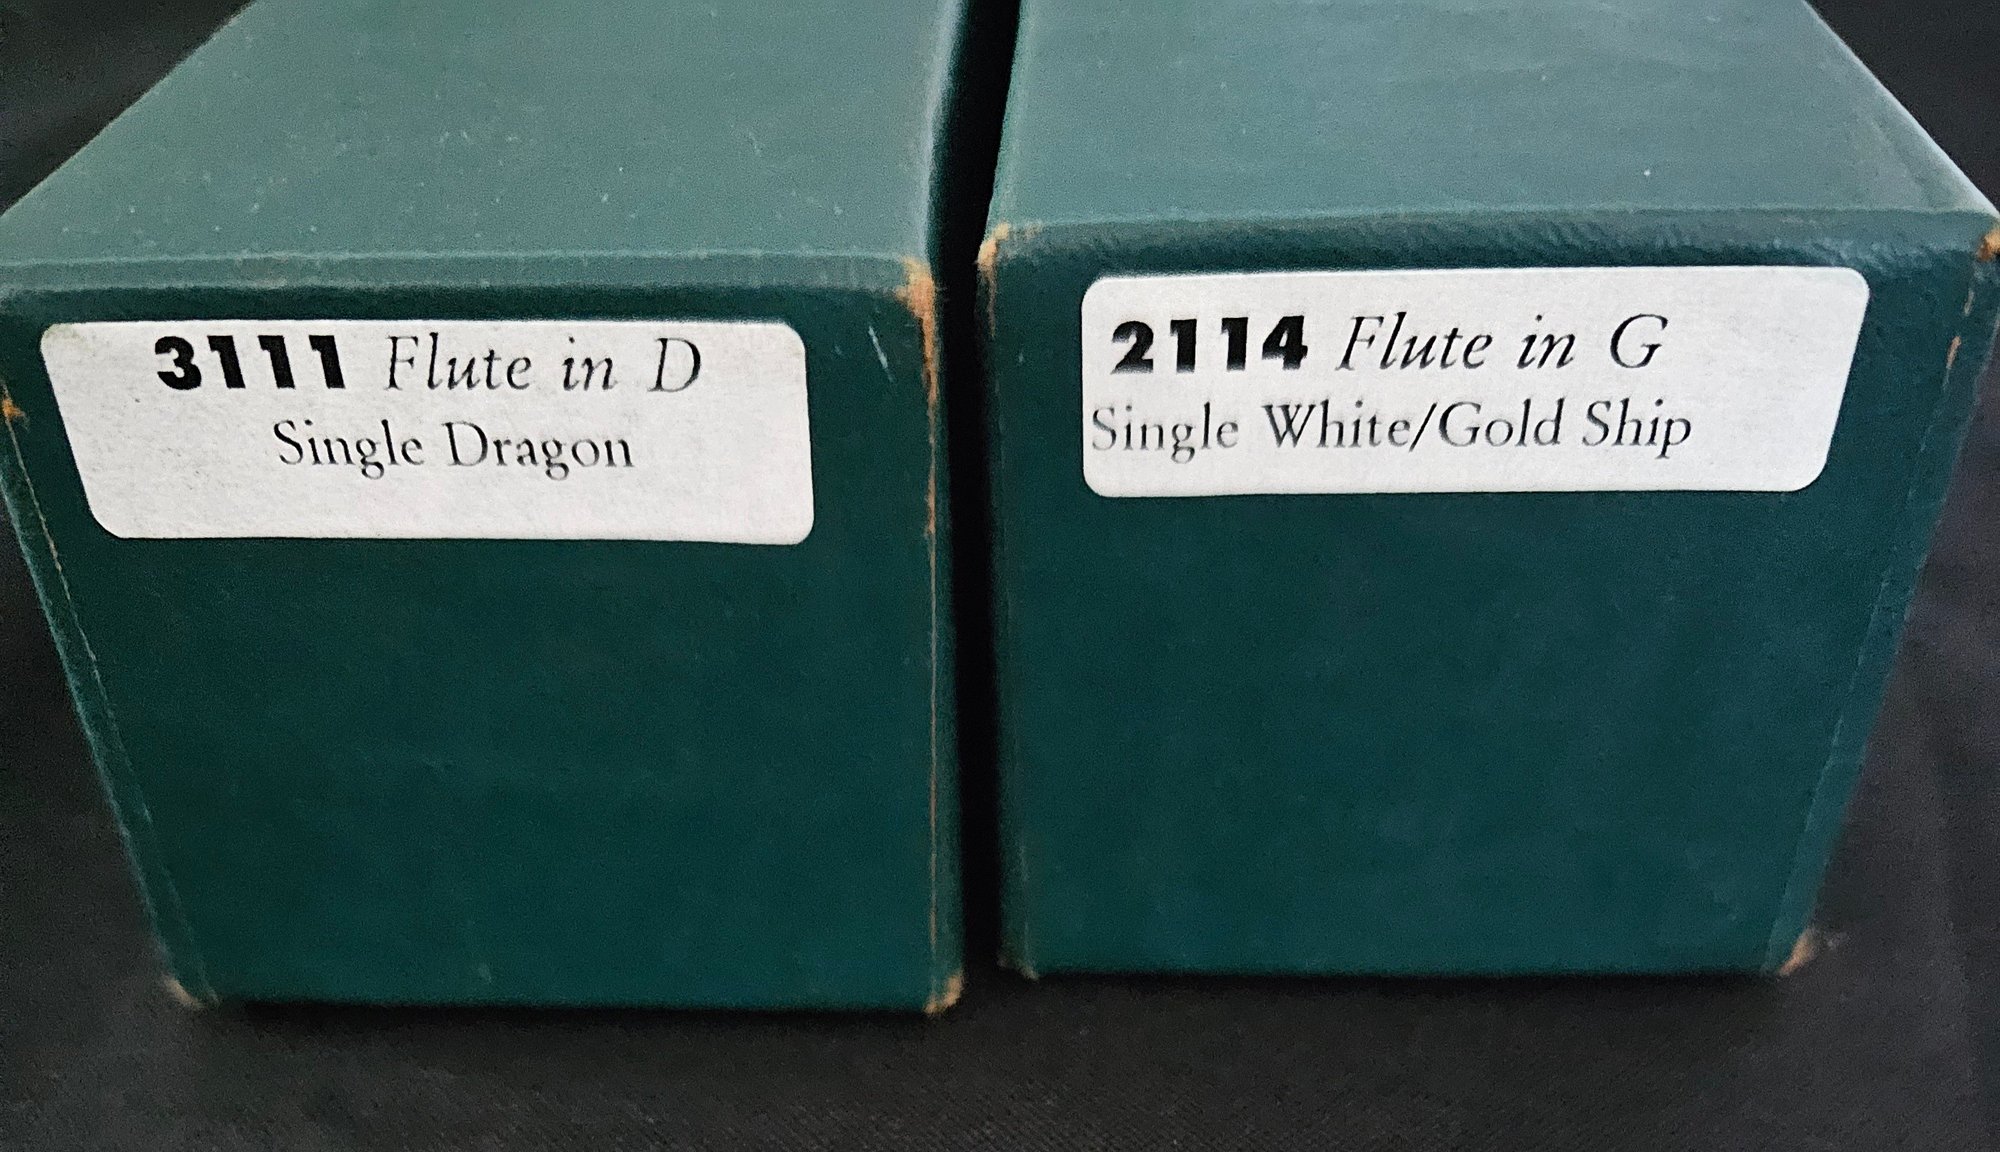 3111 Flute in D
Single Dragon
2114 Flute in G
Single White/Gold Ship